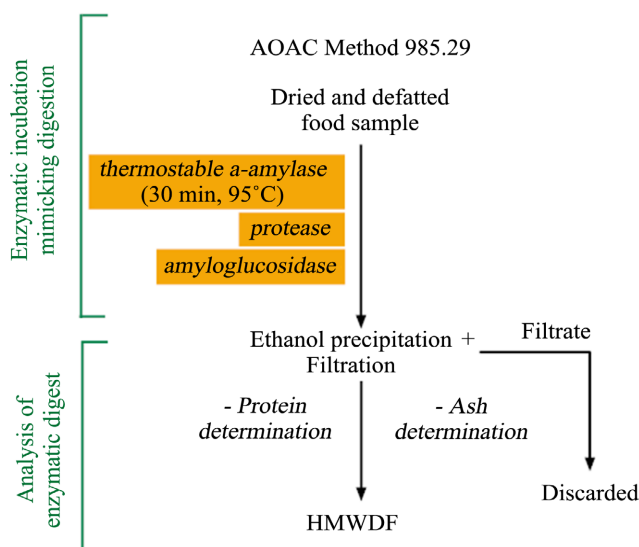 AOAC Method 985.29
Enzymatic incubation
mimicking digestion
Dried and defatted
food sample
thermostable a-amylase
(30 min, 95˚C)
protease
amyloglucosidase
Analysis of
enzymatic digest
Ethanol precipitation +
Filtration
Filtrate
- Protein
determination
- Ash
determination
Discarded
HMWDF